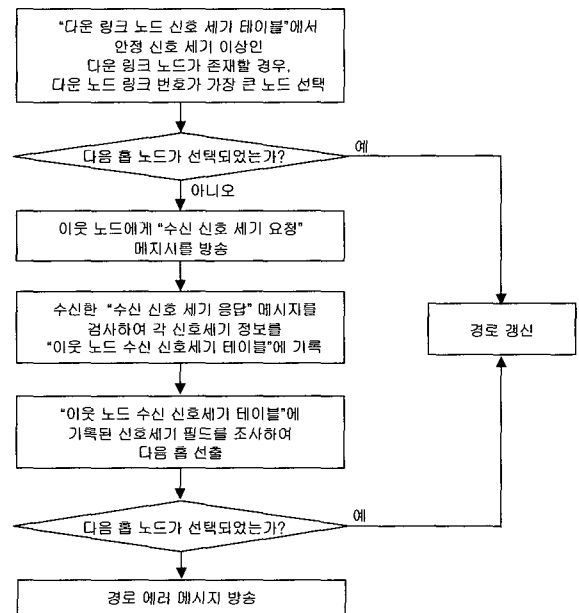 “다운 링크 노드 신호 세기 테이블”에서
안정 신호 세기 이상인
다운 링크 노드가 존재할 경우,
다운 노드 링크 번호가 가장 큰 노드 선택
다음 홉 노드가 선택되었는가?
예
아니오
이웃 노드에게 “수신 신호 세기 요청”
메지시를 방송
수신한 “수신 신호 세기 응답” 메시지를
검사하여 각 신호세기 정보를
“이웃 노드 수신 신호세기 테이블”에 기록
경로 갱신
“이웃 노드 수신 신호세기 테이블”에
기록된 신호세기 필드를 조사하여
다음 홉 선출
다음 홉 노드가 선택되었는가?
예
경로 에러 메시지 방송